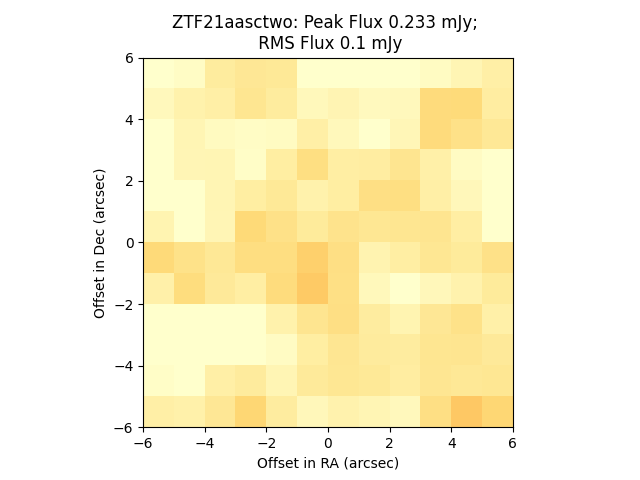 ZTF21aasctwo: Peak Flux 0.233 mJy;
RMS Flux 0.1 mJy
6
4
2
0
−2
−4
−6
Offset in Dec (arcsec)
−6 −4 −2 0 2 4 6
Offset in RA (arcsec)